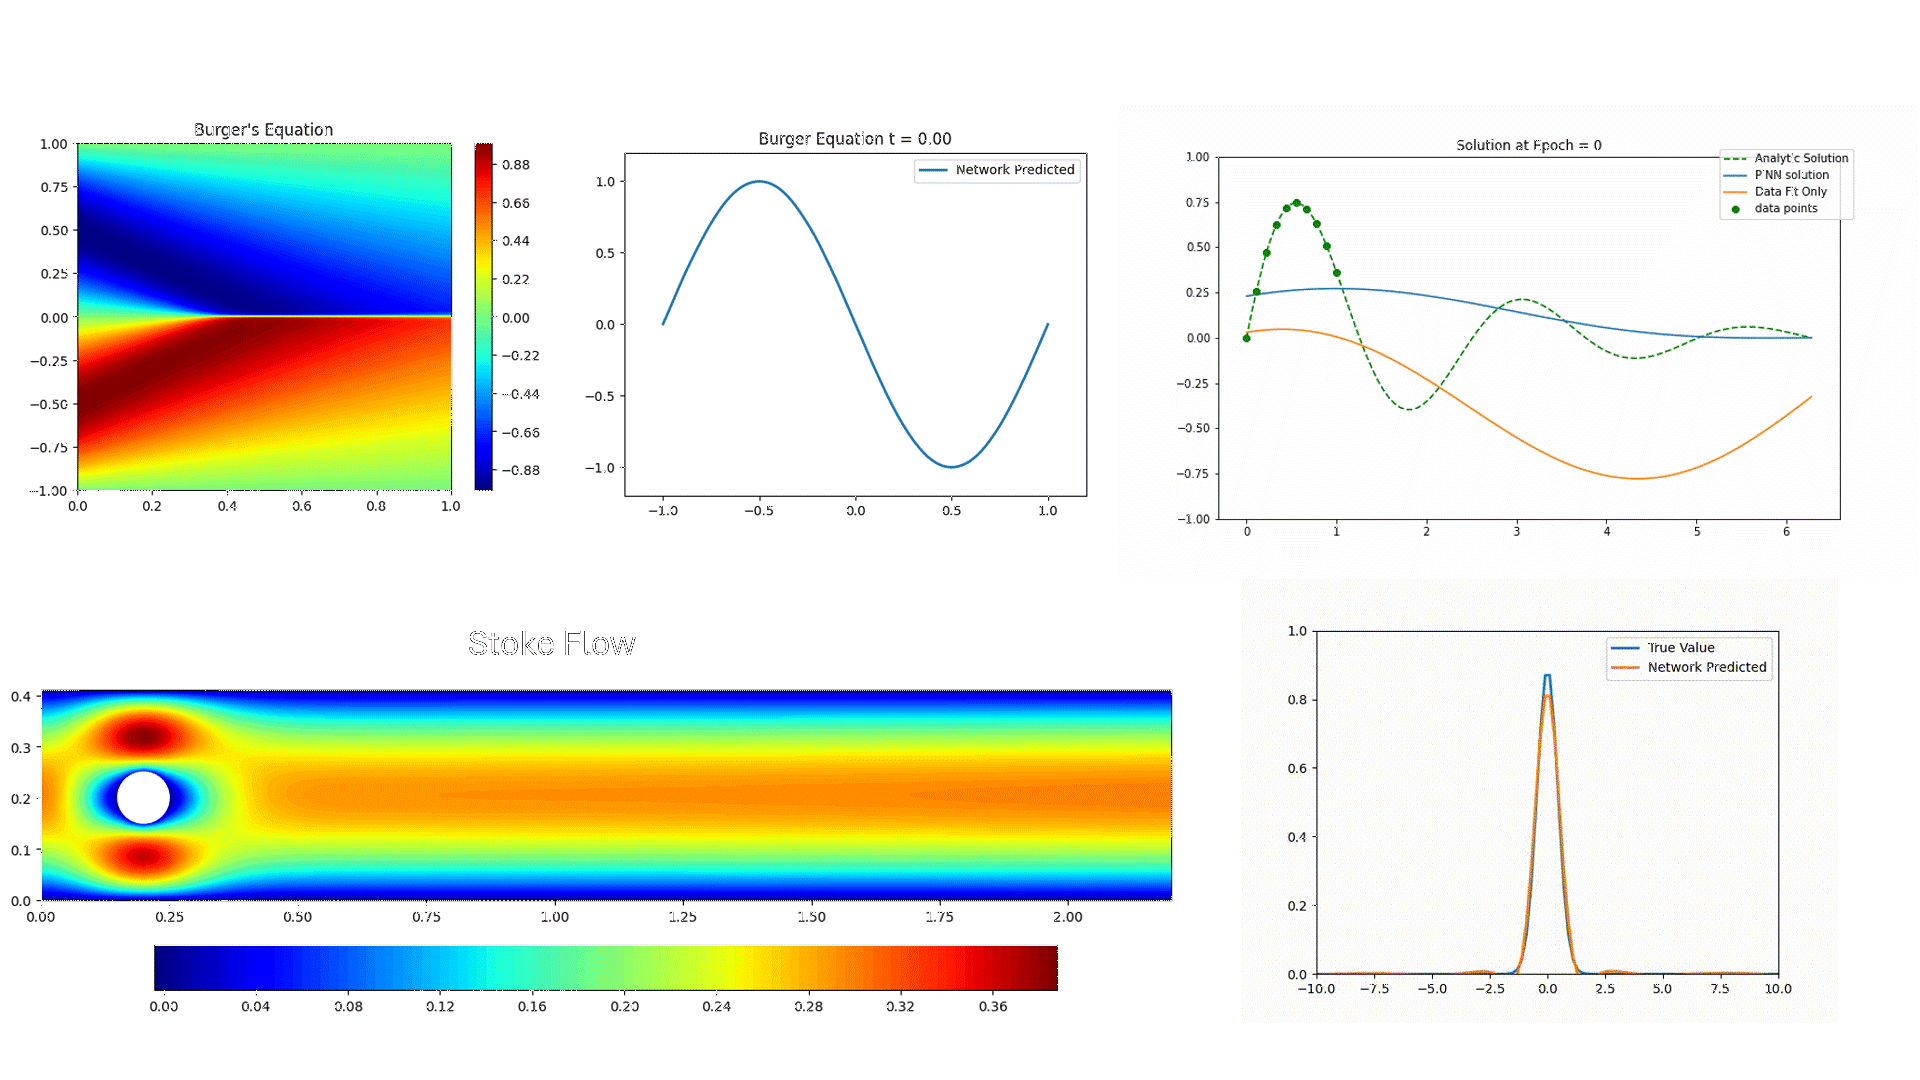 Burger's Equation
1.00
0.75
0.50
0.25
0.00
−0.25
−0.50
−0.75
−1.00
0.0 0.2 0.4 0.6 0.8 1.0
0.88
0.66
0.44
0.22
0.00
−0.22
−0.44
−0.66
−0.88
Burger Equation t = 0.00
Network Predicted
1.0
0.5
0.0
−0.5
−1.0
−1.0 −0.5 0.0 0.5 1.0
Solution at Epoch = 0
Analytic Solution
PINN solution
Data Fit Only
data points
1.00
0.75
0.50
0.25
0.00
−0.25
−0.50
−0.75
−1.00
0 1 2 3 4 5 6
Stoke Flow
0.4
0.3
0.2
0.1
0.0
0.00 0.25 0.50 0.75 1.00 1.25 1.50 1.75 2.00
0.00 0.04 0.08 0.12 0.16 0.20 0.24 0.28 0.32 0.36
True Value
Network Predicted
1.0
0.8
0.6
0.4
0.2
0.0
−10.0 −7.5 −5.0 −2.5 0.0 2.5 5.0 7.5 10.0